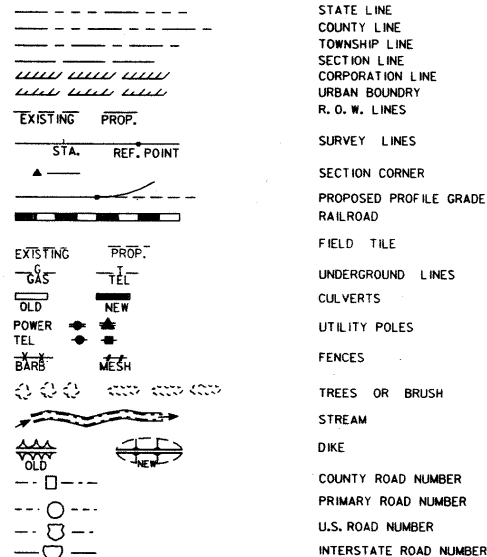 STATE LINE
COUNTY LINE
TOWNSHIP LINE
SECTION LINE
CORPORATION LINE
URBAN BOUNDRY
R. O. W. LINES
EXISTING PROP.
SURVEY LINES
STA. REF. POINT
SECTION CORNER
PROPOSED PROFILE GRADE
RAILROAD
FIELD TILE
EXISTING PROP.
G T
UNDERGROUND LINES
GAS TEL
CULVERTS
OLD NEW
POWER
UTILITY POLES
TEL
FENCES
BARB MESH
TREES OR BRUSH
STREAM
DIKE
OLD NEW
COUNTY ROAD NUMBER
PRIMARY ROAD NUMBER
U.S. ROAD NUMBER
INTERSTATE ROAD NUMBER